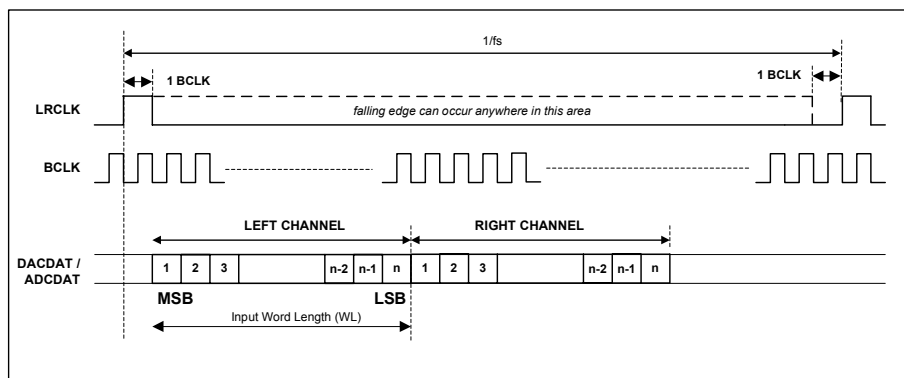 1/fs
1 BCLK
1 BCLK
LRCLK
falling edge can occur anywhere in this area
BCLK
LEFT CHANNEL
RIGHT CHANNEL
DACDAT /
ADCDAT
1 2 3 n-2 n-1 n 1 2 3 n-2 n-1 n
MSB LSB
Input Word Length (WL)